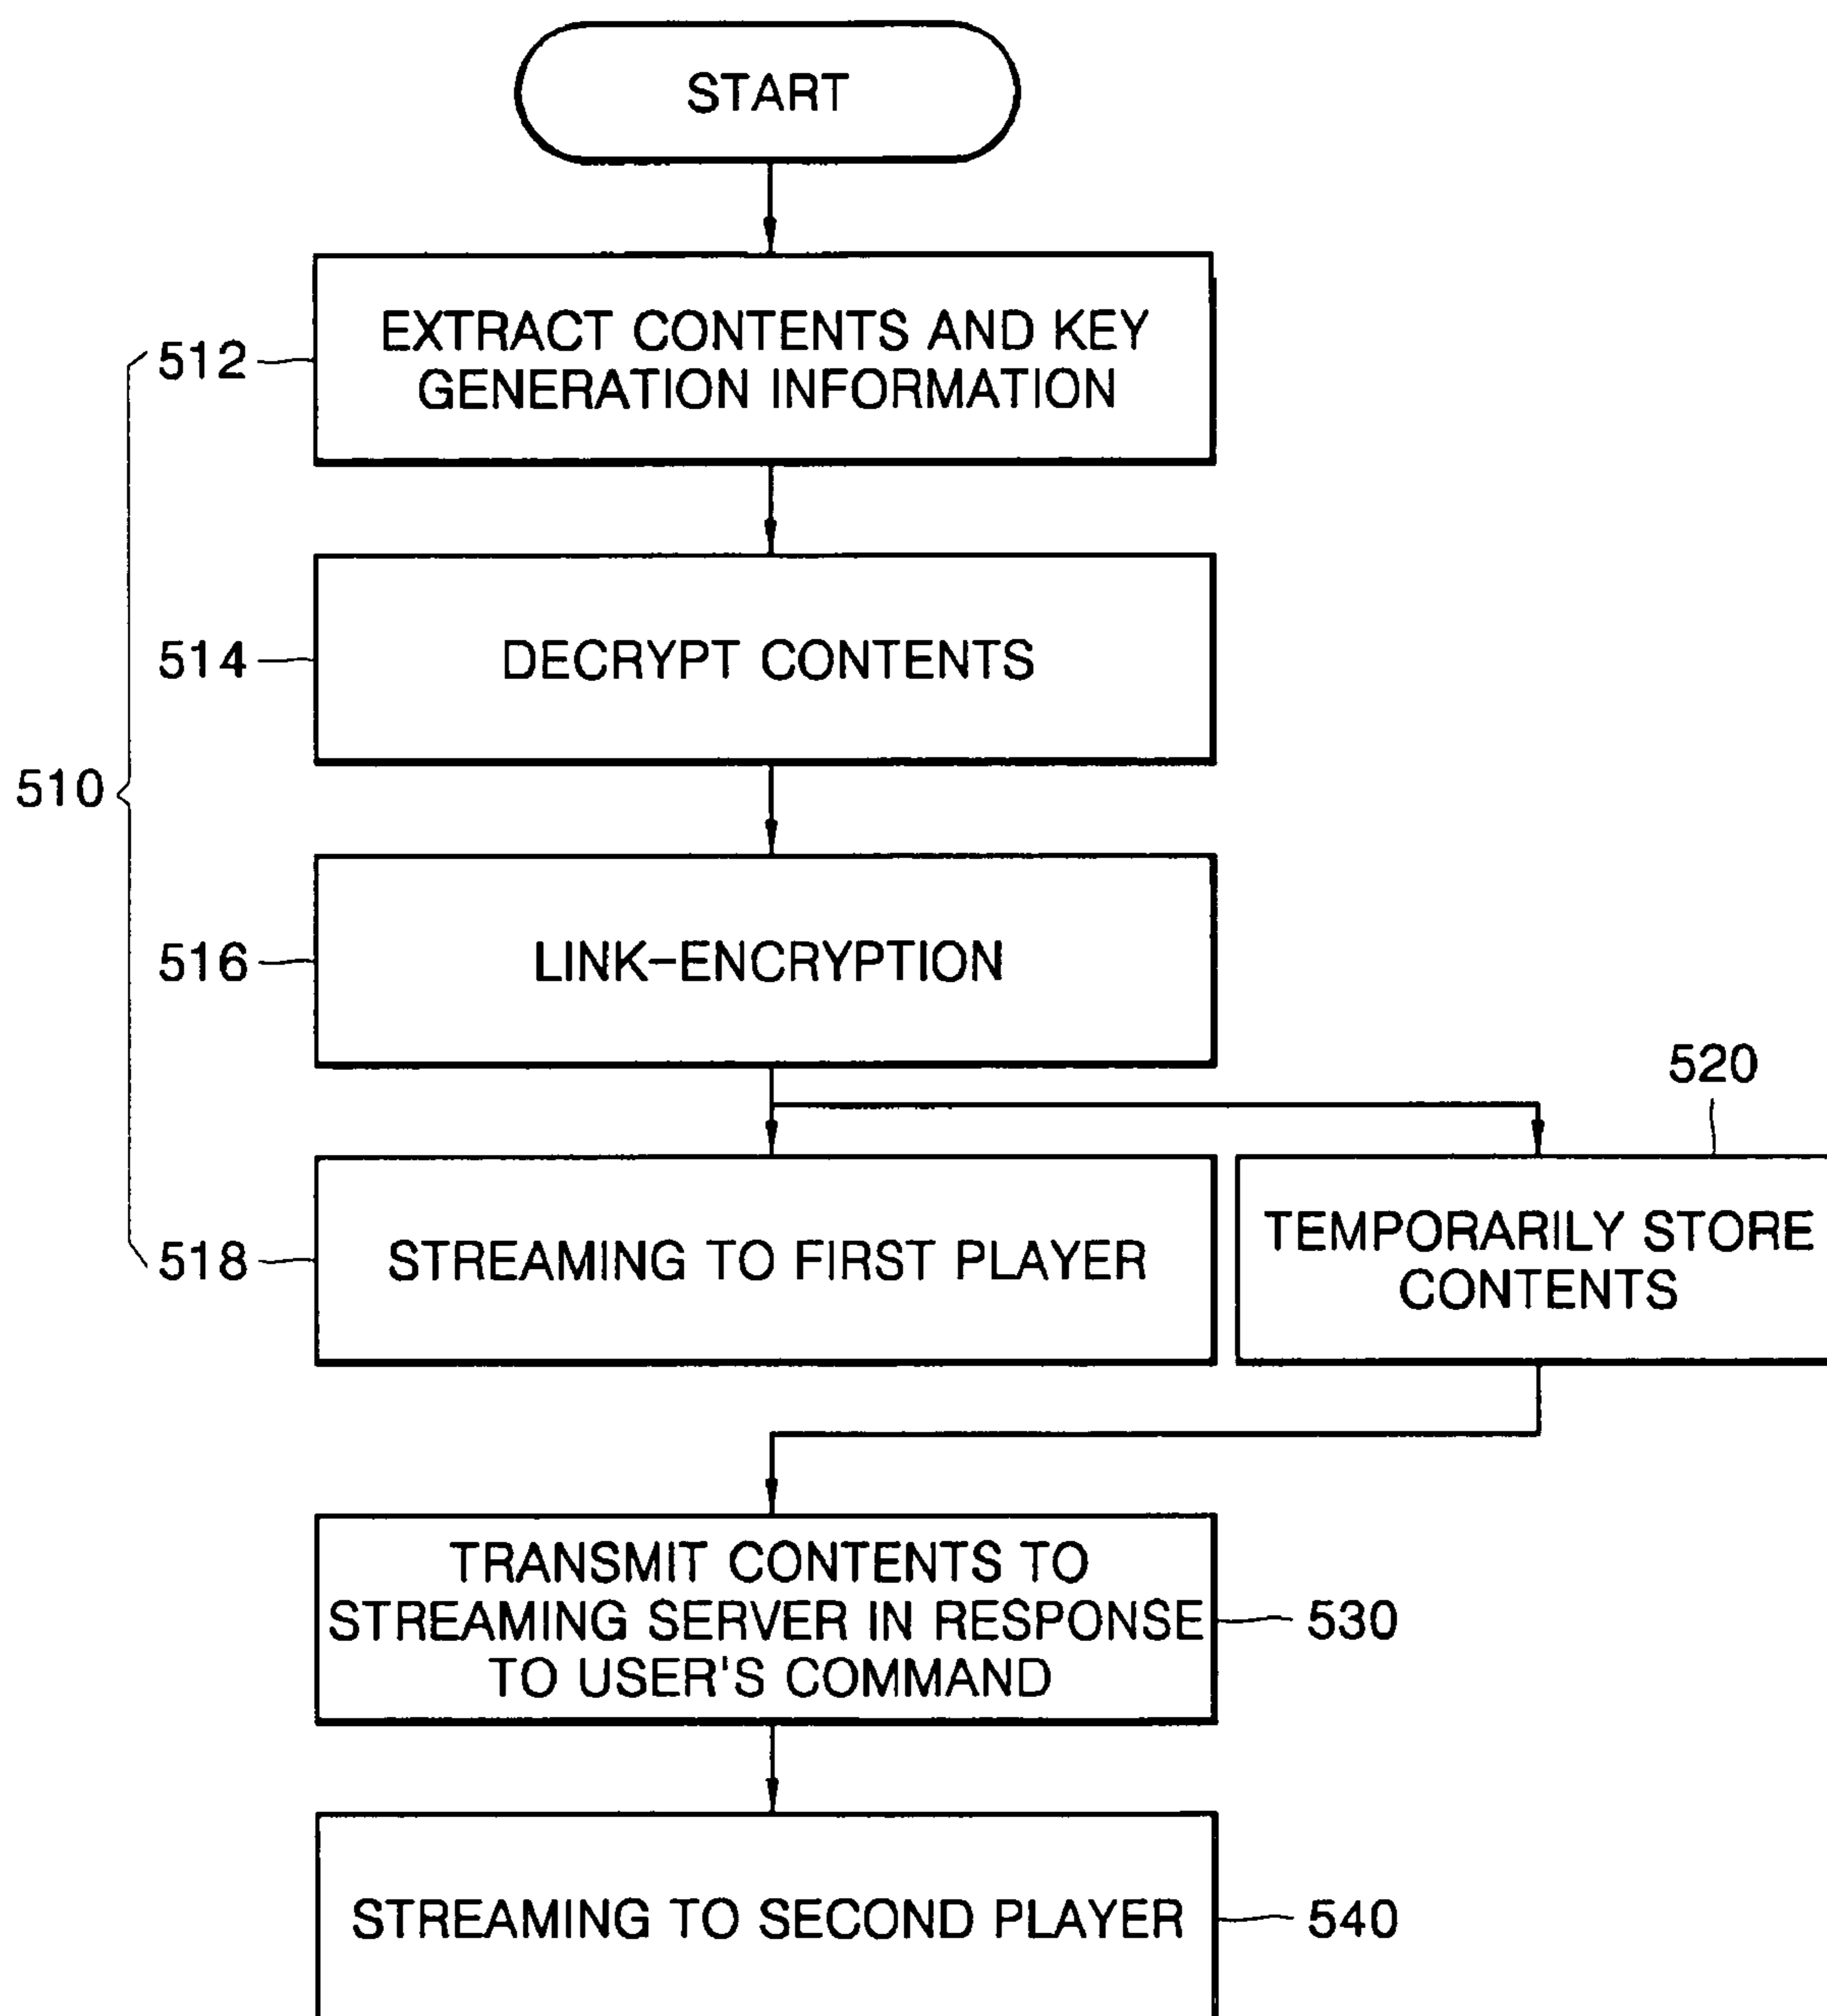 START
EXTRACT CONTENTS AND KEY
GENERATION INFORMATION
512
DECRYPT CONTENTS
514
510
LINK-ENCRYPTION
516
520
STREAMING TO FIRST PLAYER
518
TEMPORARILY STORE
CONTENTS
TRANSMIT CONTENTS TO
STREAMING SERVER IN RESPONSE
TO USER'S COMMAND
530
STREAMING TO SECOND PLAYER
540